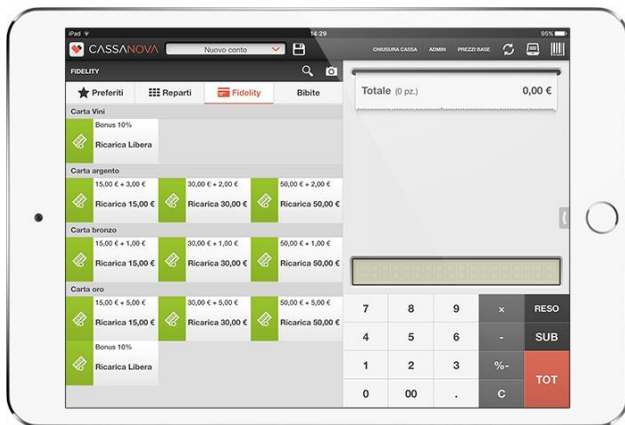 iPad
14:29
95%
CASSANOVA
Nuovo conto
CHIUSURA CASSA
ADMIN
PREZZI BASE
FIDELITY
Preferiti
Reparti
Fidelity
Bibite
Carta Vini
Bonus 10%
Ricarica Libera
Carta argento
15,00 € + 3,00 €
30,00 € + 2,00 €
50,00 € + 2,00 €
Ricarica 15,00 €
Ricarica 30,00 €
Ricarica 50,00 €
Carta bronzo
15,00 € + 1,00 €
30,00 € + 1,00 €
50,00 € + 1,00 €
Ricarica 15,00 €
Ricarica 30,00 €
Ricarica 50,00 €
Carta oro
15,00 € + 5,00 €
30,00 € + 5,00 €
50,00 € + 5,00 €
Ricarica 15,00 €
Ricarica 30,00 €
Ricarica 50,00 €
Bonus 10%
Ricarica Libera
Totale (0 pz.) 0,00 €
7 8 9 x RESO
4 5 6 - SUB
1 2 3 %-
TOT
0 00 . C